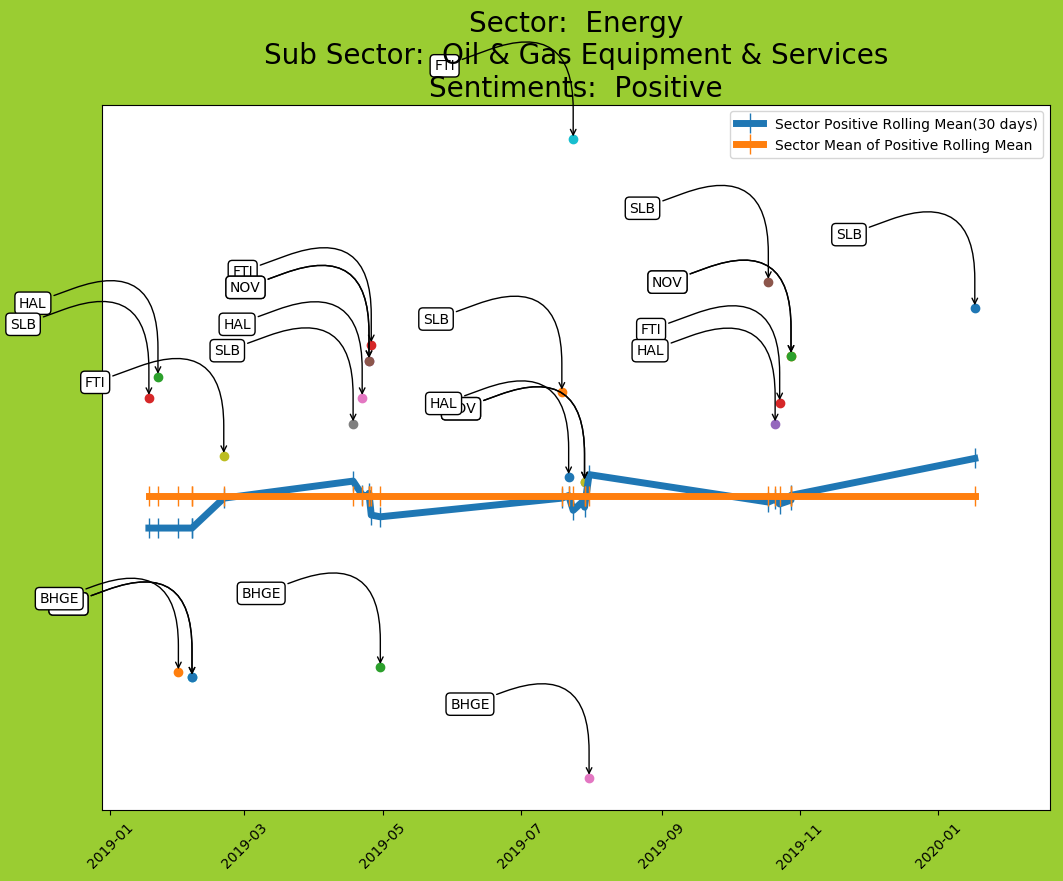 Sector:  Energy
Sub Sector:  Oil & Gas Equipment & Services
Sentiments:  Positive
FTI
Sector Positive Rolling Mean(30 days)
Sector Mean of Positive Rolling Mean
SLB
SLB
FTI
NOV
NOV
HAL
SLB
HAL
SLB
SLB
FTI
HAL
SLB
FTI
HAL
OV
BHGE
BHGE
BHGE
2019-01
2019-03
2019-05
2019-07
2019-09
2019-11
2020-01